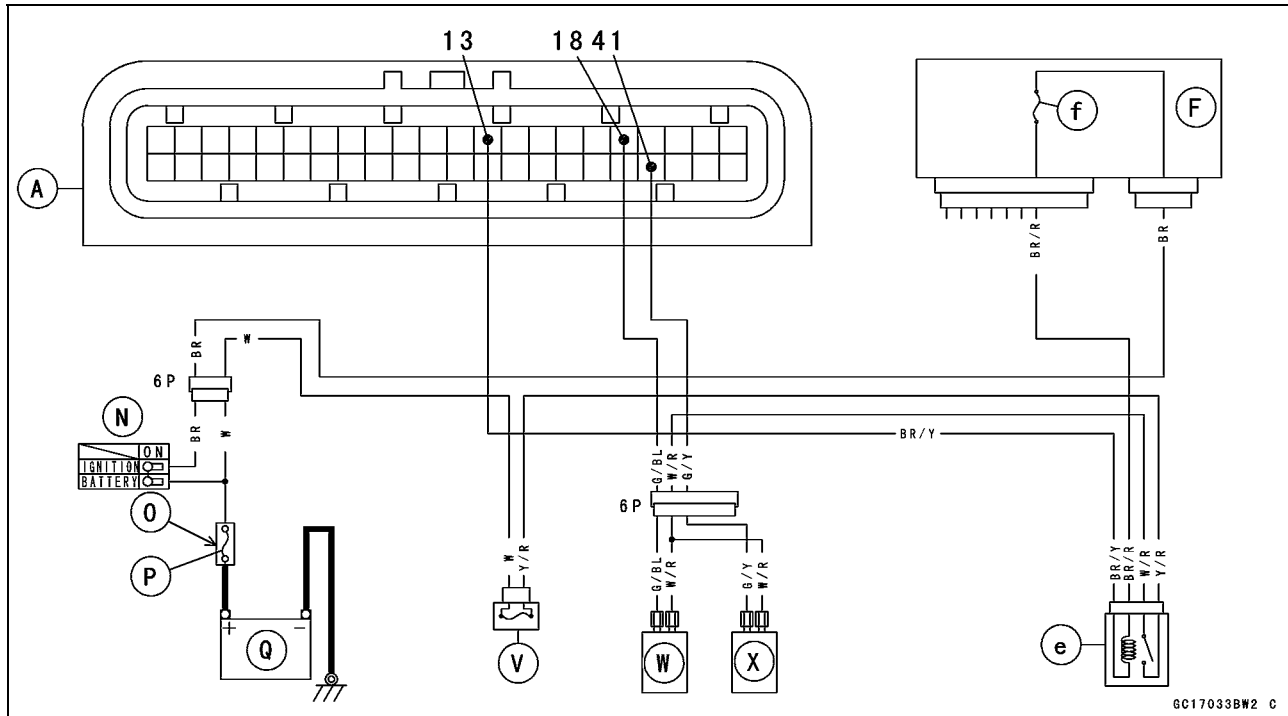 13
18 41
A
f
F
BR/R
BR
BR
W
6P
N
BR
W
ON
IGNITION
BATTERY
BR/Y
G/BL
W/R
G/Y
6P
O
P
W
Y/R
G/BL
W/R
G/Y
W/R
BR/Y
BR/R
W/R
Y/R
+
-
Q
V
W
X
e
GC17033BW2 C